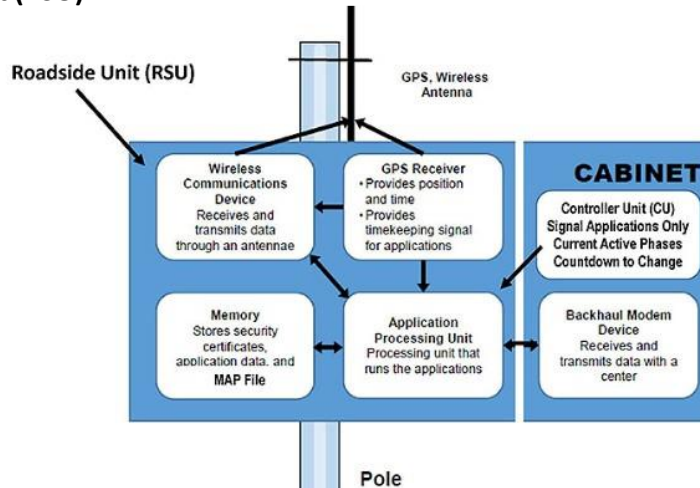 Roadside Unit (RSU)
GPS, Wireless
Antenna
Wireless
Communications
Device
Receives and
transmits data
through an antennae
GPS Receiver
• Provides position
and time
• Provides
timekeeping signal
for applications
CABINET
Controller Unit (CU)
Signal Applications Only
Current Active Phases
Countdown to Change
Memory
Stores security
certificates,
application data, and
MAP File
Application
Processing Unit
Processing unit that
runs the applications
Backhaul Modem
Device
Receives and
transmits data with a
center
Pole